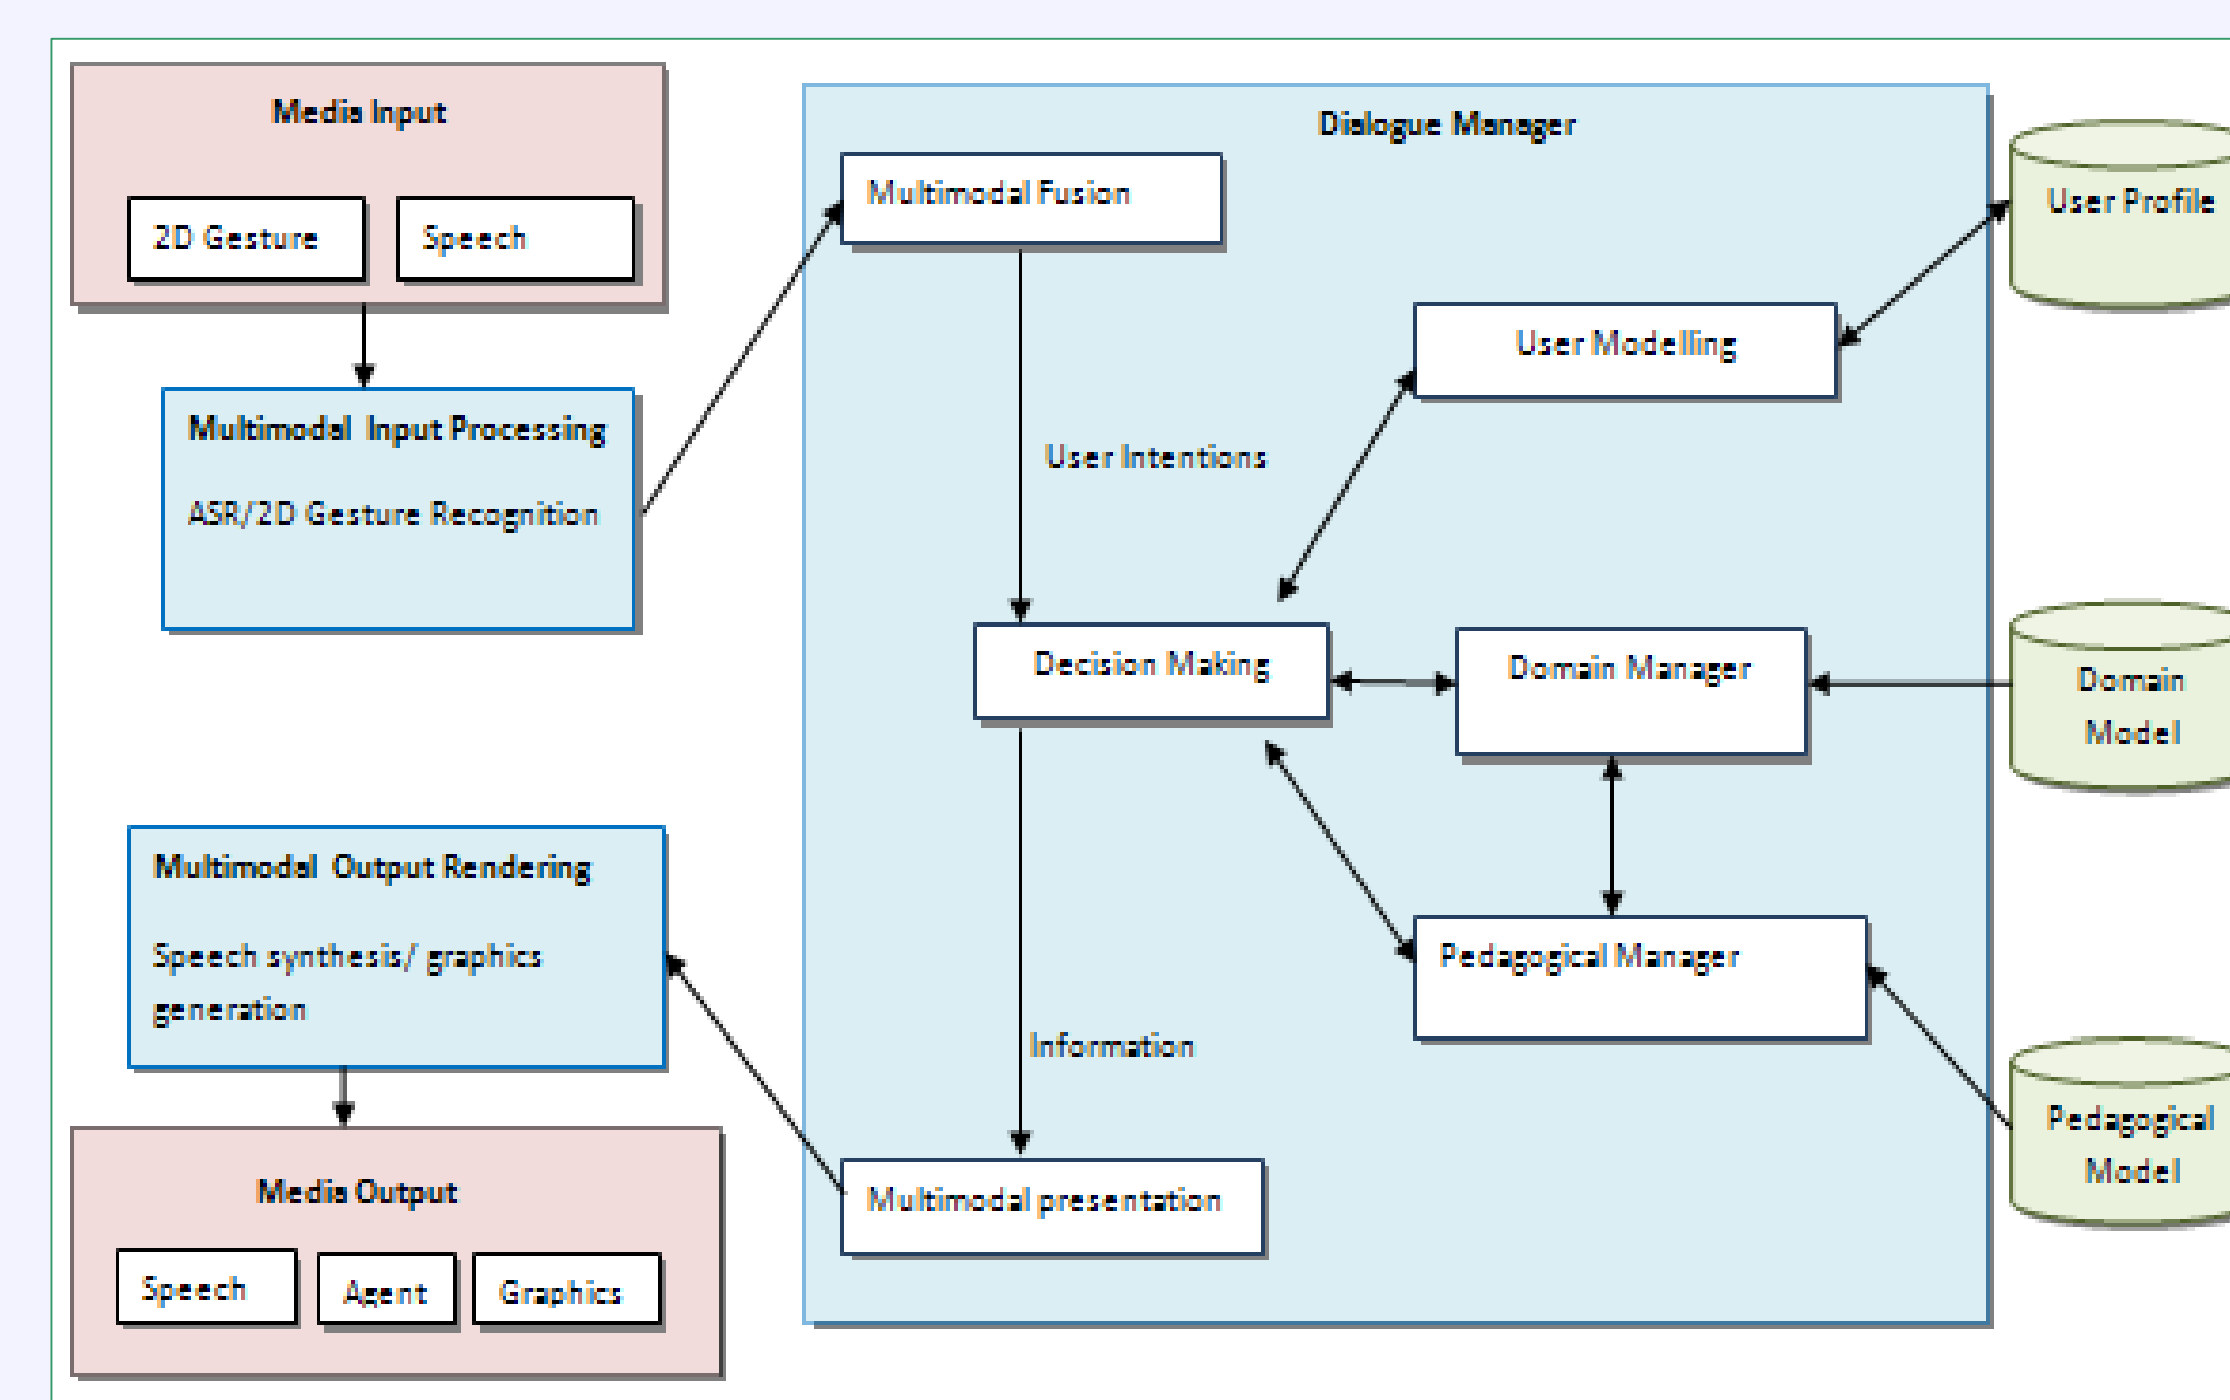 Media Input
2D Gesture
Speech
Multimodal Input Processing
ASR/2D Gesture Recognition
Dialogue Manager
Multimodal Fusion
User Profile
User Modelling
User Intentions
Decision Making
Domain Manager
Domain
Model
Multimodal Output Rendering
Speech synthesis/ graphics
generation
Pedagogical Manager
Information
Pedagogical
Model
Multimodal presentation
Media Output
Speech
Agent
Graphics